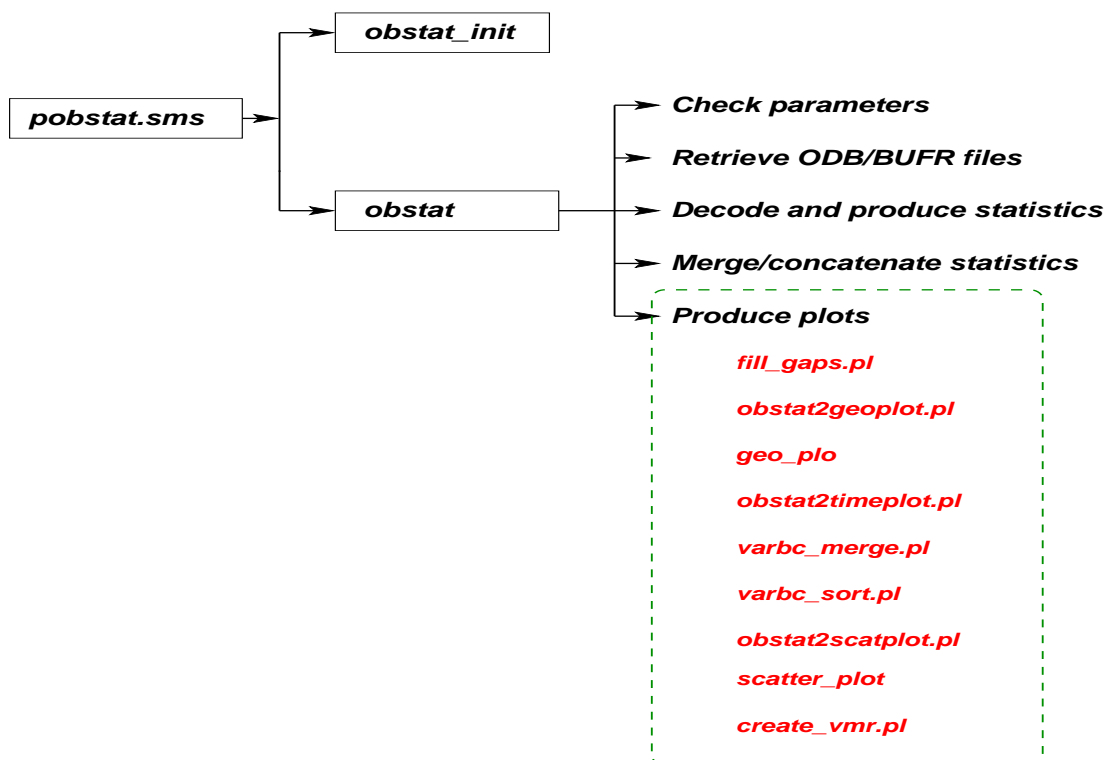 obstat_init
pobstat.sms
obstat
Check parameters
Retrieve ODB/BUFR files
Decode and produce statistics
Merge/concatenate statistics
Produce plots
fill_gaps.pl
obstat2geoplot.pl
geo_plo
obstat2timeplot.pl
varbc_merge.pl
varbc_sort.pl
obstat2scatplot.pl
scatter_plot
create_vmr.pl